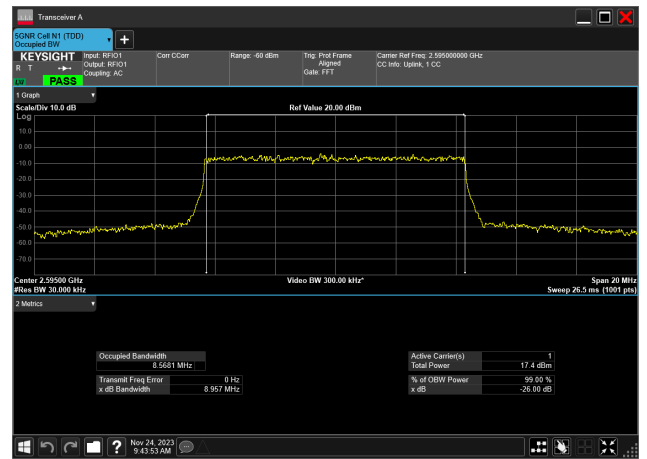 Transceiver A
5GNR Cell N1 (TDD)
Occupied BW
KEYSIGHT
R T
LW
PASS
Input: RFIO1
Output: RFIO1
Coupling: AC
Corr CCorr
Range: -60 dBm
Trig: Prot Frame
Aligned
Gate: FFT
Carrier Ref Freq: 2.595000000 GHz
CC Info: Uplink, 1 CC
1 Graph
Scale/Div 10.0 dB
Ref Value 20.00 dBm
Log
10.0
0.00
-10.0
-20.0
-30.0
-40.0
-50.0
-60.0
-70.0
Center 2.59500 GHz
Video BW 300.00 kHz*
Span 20 MHz
#Res BW 30.000 kHz
Sweep 26.5 ms (1001 pts)
2 Metrics
Occupied Bandwidth
8.5681 MHz
Transmit Freq Error 0 Hz
x dB Bandwidth 8.957 MHz
Active Carrier(s) 1
Total Power 17.4 dBm
% of OBW Power 99.00 %
x dB -26.00 dB
? Nov 24, 2023
9:43:53 AM